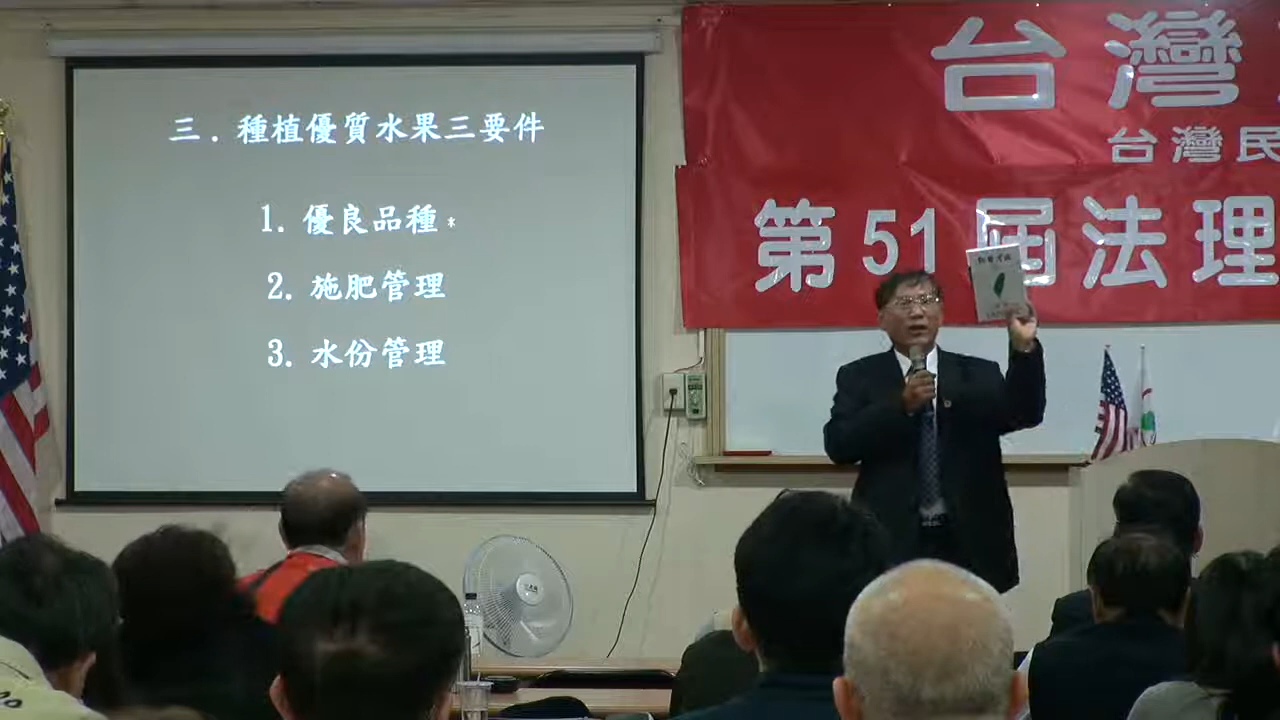 三. 種植優質水果三要件
1. 優良品種*
2. 施肥管理
3. 水份管理
台灣
台灣民
第51屆法理